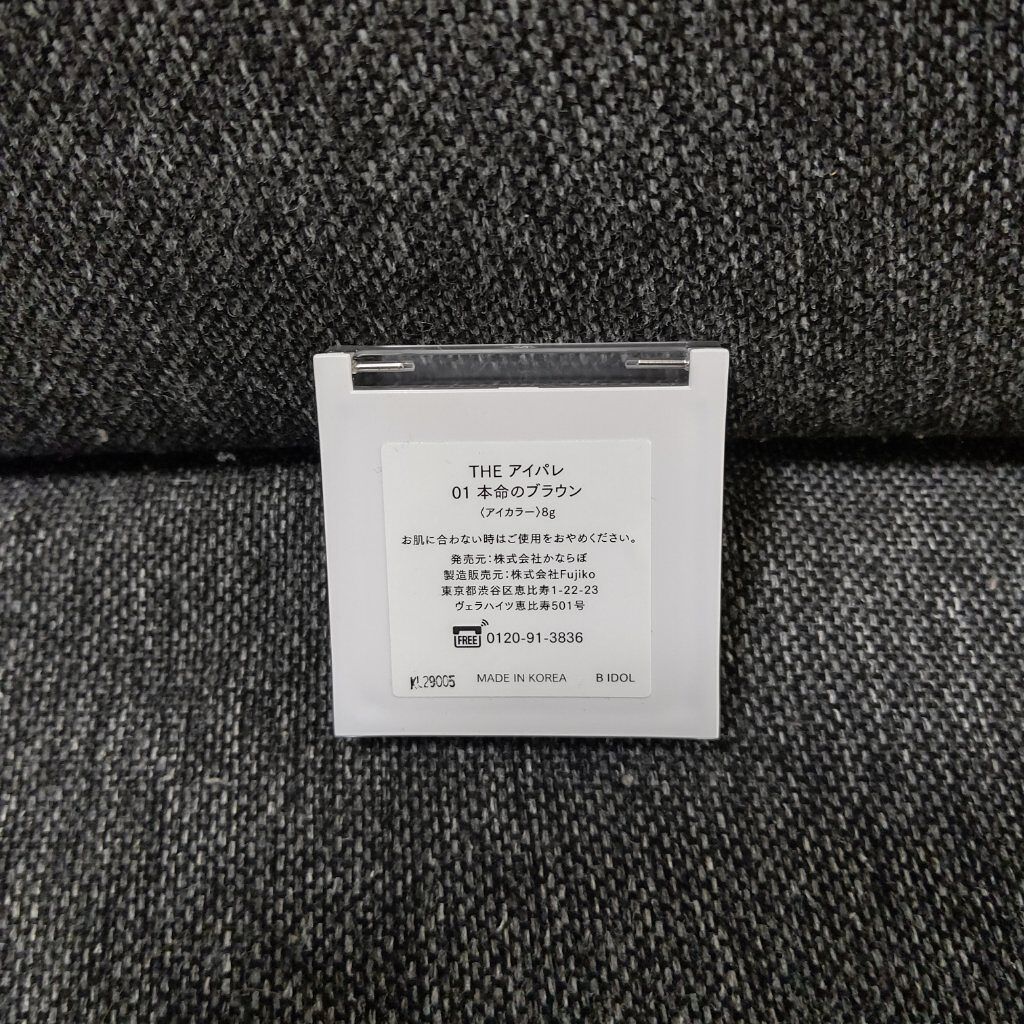 THE アイパレ
01 本命のブラウン
〈アイカラー〉8g
お肌に合わない時はご使用をおやめください。
発売元:株式会社かならぼ
製造販売元:株式会社Fujiko
東京都渋谷区恵比寿1-22-23
ヴェラハイツ恵比寿501号
FREE 0120-91-3836
KL29005 MADE IN KOREA B IDOL